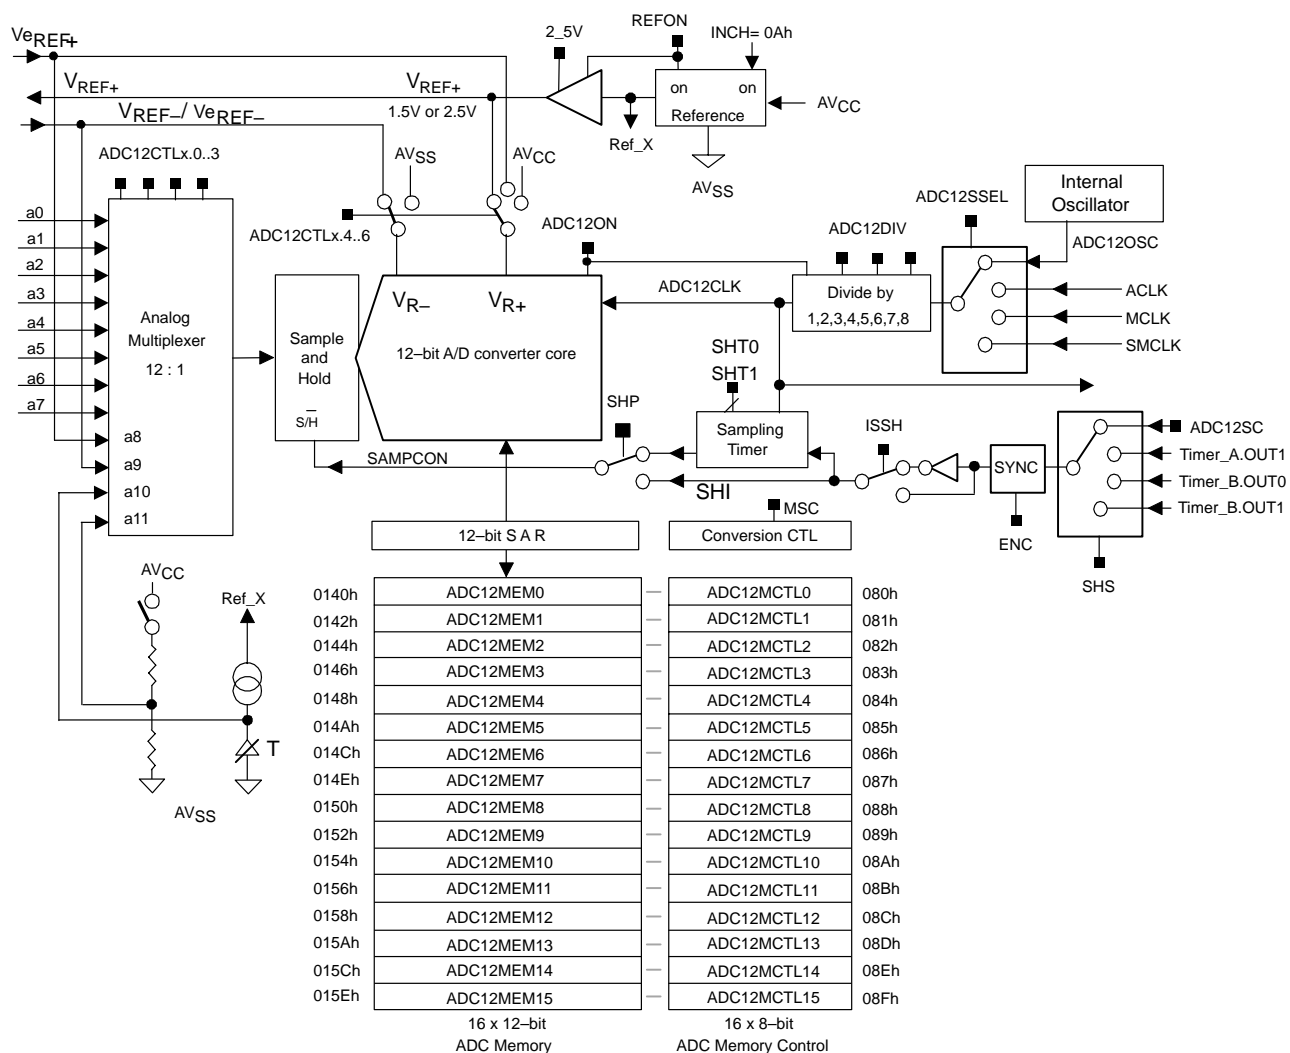 VeREF+
2_5V
REFON
INCH= 0Ah
VREF+
VREF+
1.5V or 2.5V
on
on
Reference
AVCC
VREF–/ VeREF–
Ref_X
AVSS
ADC12CTLx.0..3
AVSS
AVCC
ADC12CTLx.4..6
ADC12ON
ADC12DIV
ADC12SSEL
Internal
Oscillator
ADC12OSC
a0
a1
a2
a3
a4
a5
a6
a7
a8
a9
a10
a11
Analog
Multiplexer
12 : 1
Sample
and
Hold
S/H
VR–
VR+
12–bit A/D converter core
ADC12CLK
Divide by
1,2,3,4,5,6,7,8
ACLK
MCLK
SMCLK
SHT0
SHT1
SHP
Sampling
Timer
ISSH
SAMPCON
SHI
SYNC
ENC
ADC12SC
Timer_A.OUT1
Timer_B.OUT0
Timer_B.OUT1
SHS
MSC
12–bit S A R
Conversion CTL
AVCC
Ref_X
T
AVSS
0140h ADC12MEM0 ADC12MCTL0 080h
0142h ADC12MEM1 ADC12MCTL1 081h
0144h ADC12MEM2 ADC12MCTL2 082h
0146h ADC12MEM3 ADC12MCTL3 083h
0148h ADC12MEM4 ADC12MCTL4 084h
014Ah ADC12MEM5 ADC12MCTL5 085h
014Ch ADC12MEM6 ADC12MCTL6 086h
014Eh ADC12MEM7 ADC12MCTL7 087h
0150h ADC12MEM8 ADC12MCTL8 088h
0152h ADC12MEM9 ADC12MCTL9 089h
0154h ADC12MEM10 ADC12MCTL10 08Ah
0156h ADC12MEM11 ADC12MCTL11 08Bh
0158h ADC12MEM12 ADC12MCTL12 08Ch
015Ah ADC12MEM13 ADC12MCTL13 08Dh
015Ch ADC12MEM14 ADC12MCTL14 08Eh
015Eh ADC12MEM15 ADC12MCTL15 08Fh
16 x 12–bit
ADC Memory
16 x 8–bit
ADC Memory Control